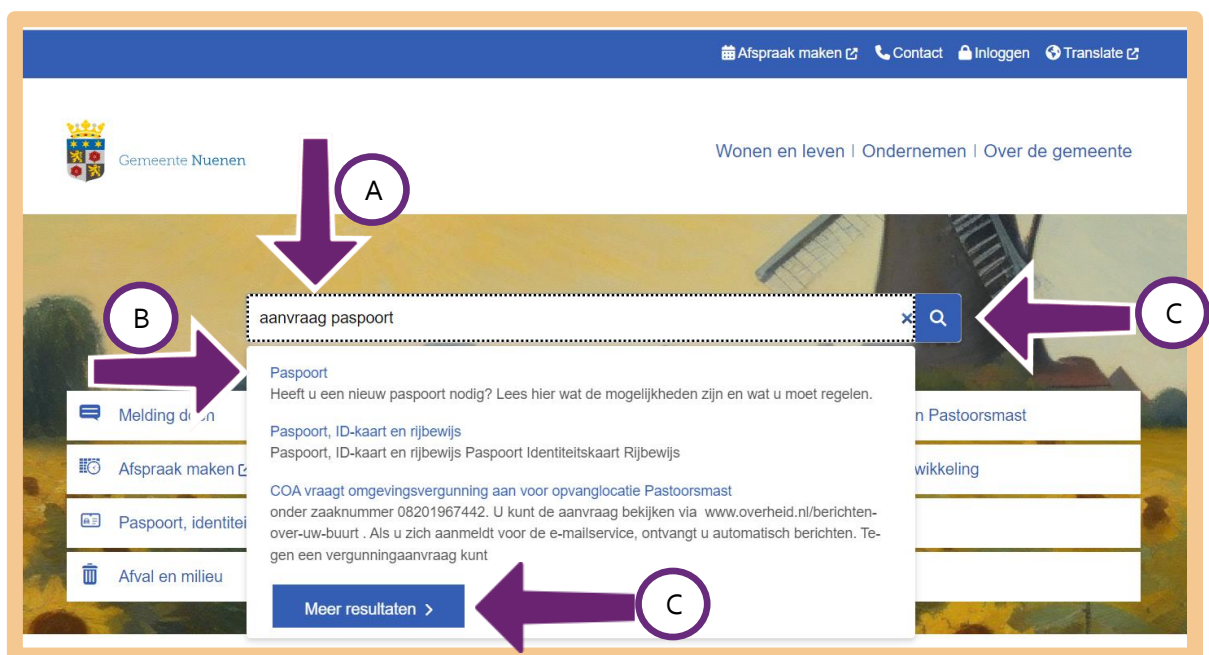 Afspraak maken Contact Inloggen Translate
Gemeente Nuenen
Wonen en leven | Ondernemen | Over de gemeente
A
B
aanvraag paspoort
C
Paspoort
Heeft u een nieuw paspoort nodig? Lees hier wat de mogelijkheden zijn en wat u moet regelen.
Paspoort, ID-kaart en rijbewijs
Paspoort, ID-kaart en rijbewijs Paspoort Identiteitskaart Rijbewijs
COA vraagt omgevingsvergunning aan voor opvanglocatie Pastoorsmast
onder zaaknummer 08201967442. U kunt de aanvraag bekijken via www.overheid.nl/berichten-
over-uw-buurt . Als u zich aanmeldt voor de e-mailservice, ontvangt u automatisch berichten. Te-
gen een vergunningaanvraag kunt
Meer resultaten >
C
Melding
Afspraak maken
Paspoort,
Afval en milieu
Pastoorsmast